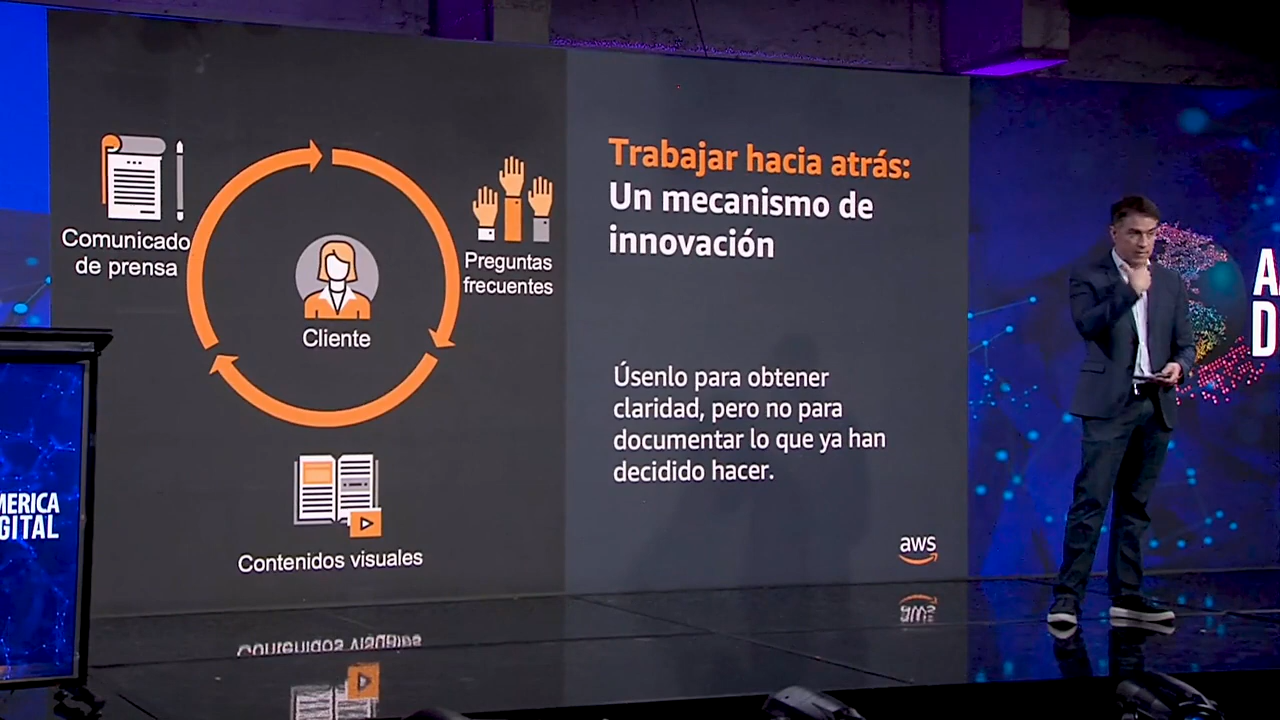 Comunicado
de prensa
Preguntas
frecuentes
Cliente
Contenidos visuales
Trabajar hacia atrás:
Un mecanismo de
innovación
Úsenlo para obtener
claridad, pero no para
documentar lo que ya han
decidido hacer.
aws
MERICA
GITAL
A
D